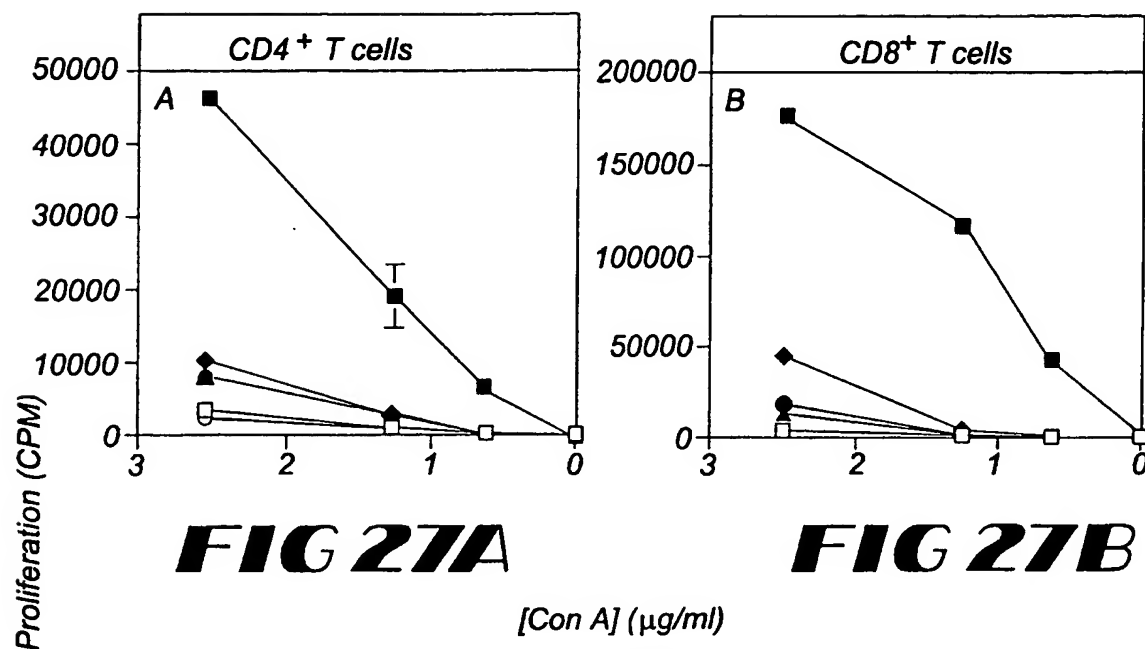 CD4+ T cells
CD8+ T cells
A
B
50000
40000
30000
20000
10000
0
200000
150000
100000
50000
0
3 2 1 0
3 2 1 0
Proliferation (CPM)
FIG 27A
FIG 27B
[Con A] (μg/ml)